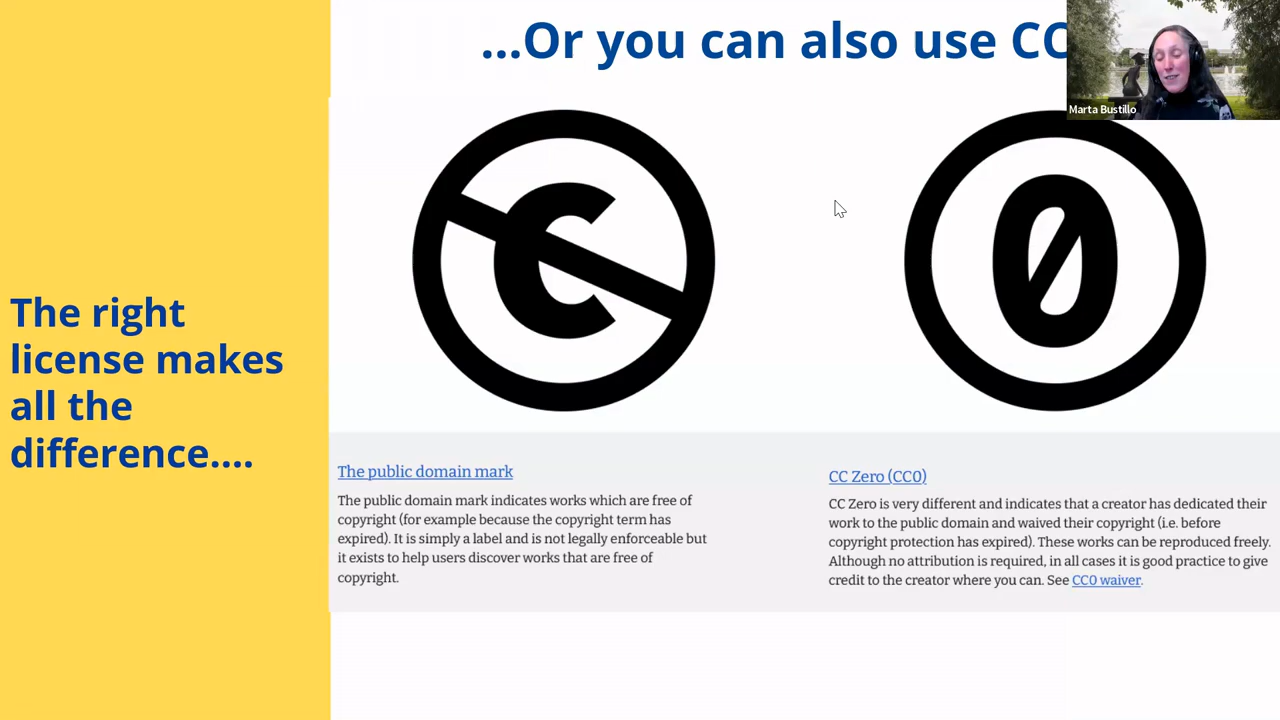 ...Or you can also use CC
Marta Bustillo
The right
license makes
all the
difference....
The public domain mark
The public domain mark indicates works which are free of
copyright (for example because the copyright term has
expired). It is simply a label and is not legally enforceable but
it exists to help users discover works that are free of
copyright.
CC Zero (CC0)
CC Zero is very different and indicates that a creator has dedicated their
work to the public domain and waived their copyright (i.e. before
copyright protection has expired). These works can be reproduced freely.
Although no attribution is required, in all cases it is good practice to give
credit to the creator where you can. See CC0 waiver.